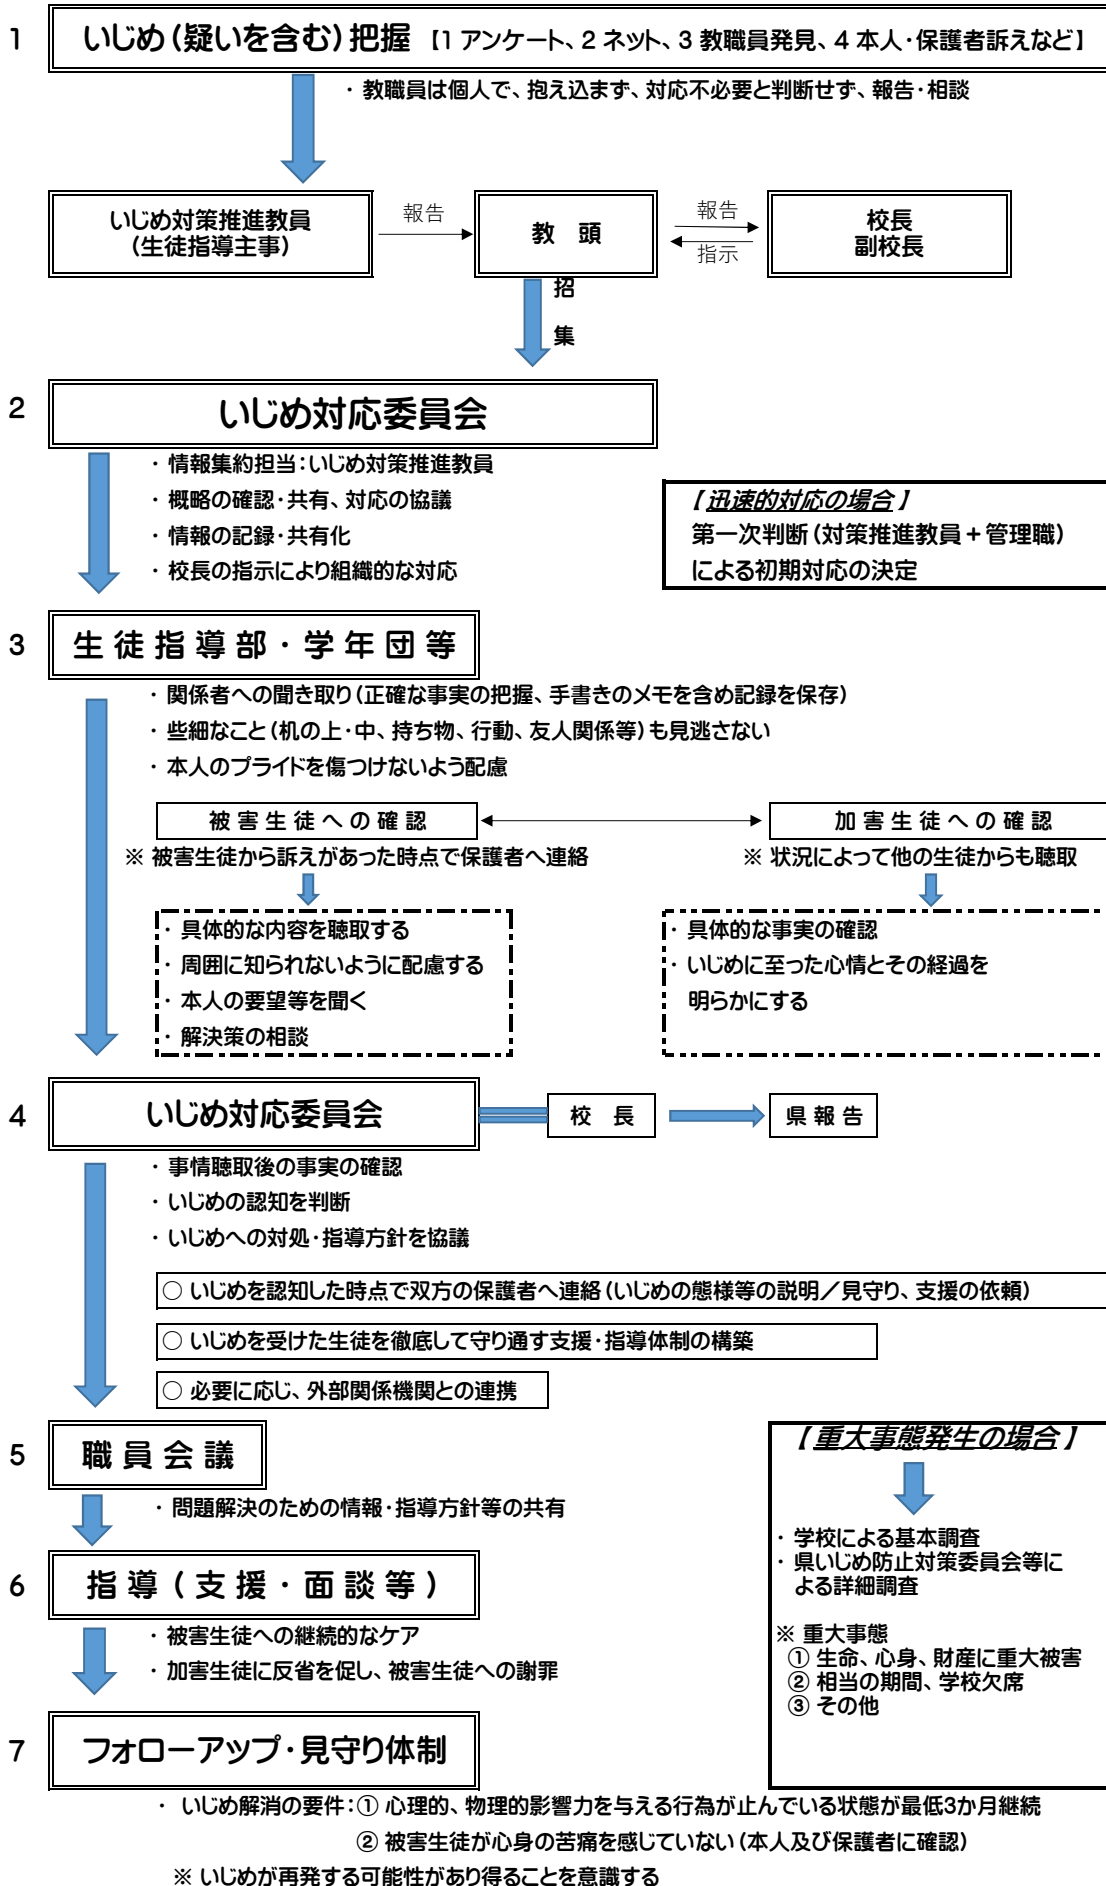 1 いじめ（疑いを含む）把握 【1 アンケート、2 ネット、3 教職員発見、4 本人・保護者訴えなど】
・ 教職員は個人で、抱え込まず、対応不必要と判断せず、報告・相談
いじめ対策推進教員
（生徒指導主事）
報告
教 頭
報告
指示
校長
副校長
招
集
2 いじめ対応委員会
・ 情報集約担当：いじめ対策推進教員
・ 概略の確認・共有、対応の協議
・ 情報の記録・共有化
・ 校長の指示により組織的な対応
【 迅速的対応の場合 】
第一次判断（対策推進教員＋管理職）
による初期対応の決定
3 生 徒 指 導 部 ・ 学 年 団 等
・ 関係者への聞き取り（正確な事実の把握、手書きのメモを含め記録を保存）
・ 些細なこと（机の上・中、持ち物、行動、友人関係等）も見逃さない
・ 本人のプライドを傷つけないよう配慮
被 害 生 徒 へ の 確 認
加 害 生 徒 へ の 確 認
※ 被害生徒から訴えがあった時点で保護者へ連絡
※ 状況によって他の生徒からも聴取
・ 具体的な内容を聴取する
・ 周囲に知られないように配慮する
・ 本人の要望等を聞く
・ 解決策の相談
・ 具体的な事実の確認
・ いじめに至った心情とその経過を
明らかにする
4 いじめ対応委員会
校 長
県 報 告
・ 事情聴取後の事実の確認
・ いじめの認知を判断
・ いじめへの対処・指導方針を協議
○ いじめを認知した時点で双方の保護者へ連絡（いじめの態様等の説明／見守り、支援の依頼）
○ いじめを受けた生徒を徹底して守り通す支援・指導体制の構築
○ 必要に応じ、外部関係機関との連携
5 職 員 会 議
・ 問題解決のための情報・指導方針等の共有
6 指 導 （ 支 援 ・ 面 談 等 ）
・ 被害生徒への継続的なケア
・ 加害生徒に反省を促し、被害生徒への謝罪
【 重大事態発生の場合 】
・ 学校による基本調査
・ 県いじめ防止対策委員会等に
よる詳細調査
※ 重大事態
① 生命、心身、財産に重大被害
② 相当の期間、学校欠席
③ その他
7 フォローアップ・見守り体制
・ いじめ解消の要件：① 心理的、物理的影響力を与える行為が止んでいる状態が最低3か月継続
② 被害生徒が心身の苦痛を感じていない（本人及び保護者に確認）
※ いじめが再発する可能性があり得ることを意識する